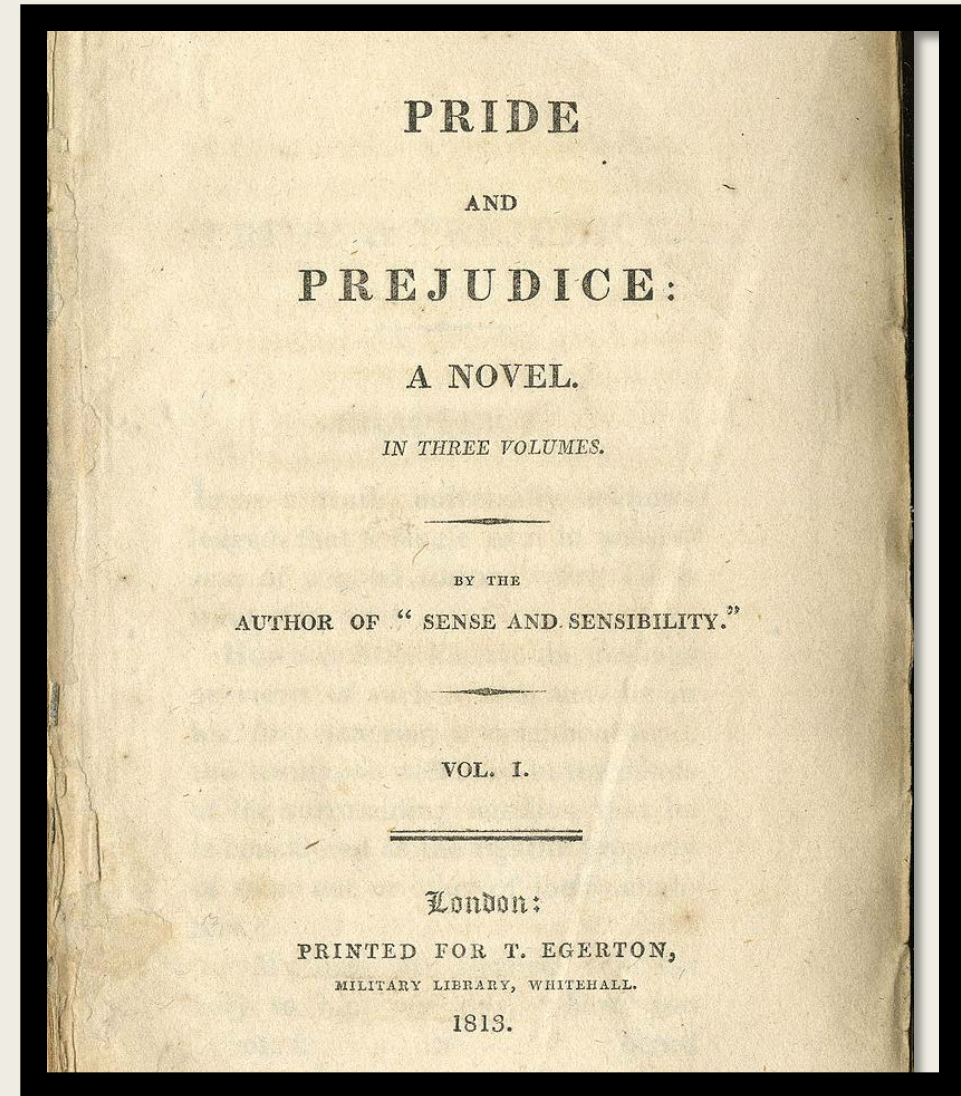 PRIDE
AND
PREJUDICE:
A NOVEL.
IN THREE VOLUMES.
BY THE
AUTHOR OF “ SENSE AND SENSIBILITY.”
VOL. I.
London:
PRINTED FOR T. EGERTON,
MILITARY LIBRARY, WHITEHALL.
1813.